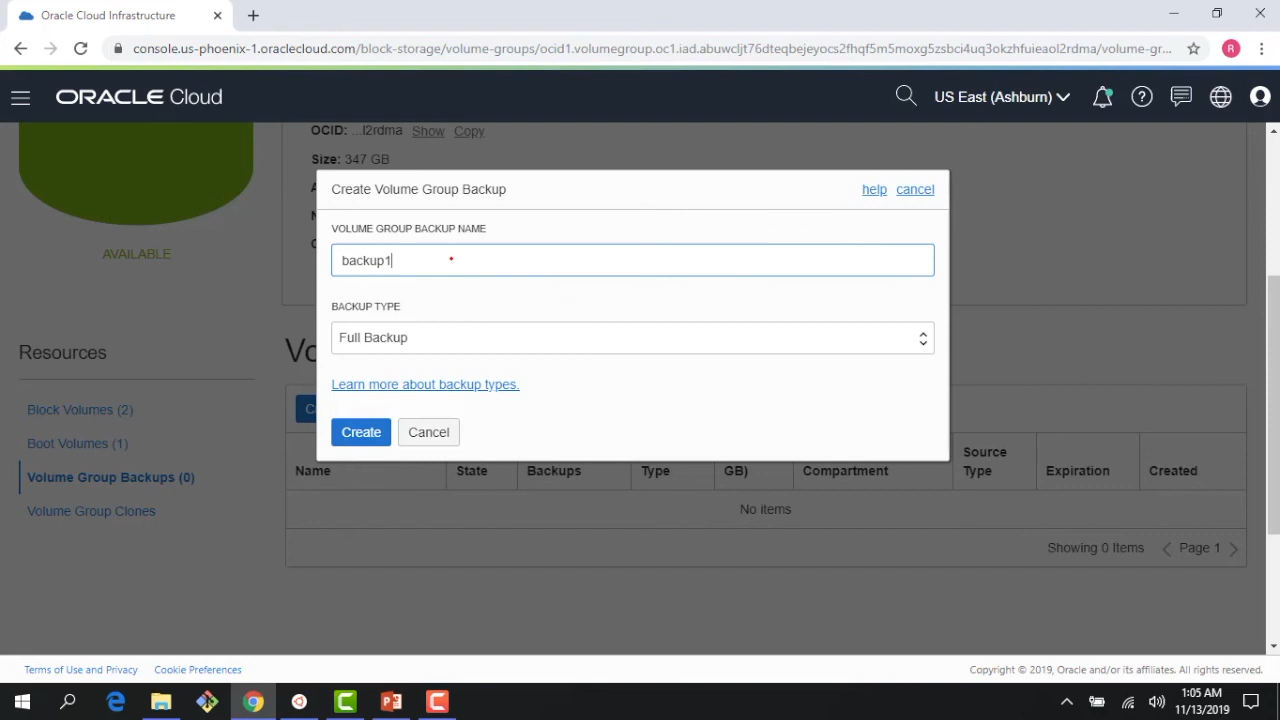 Oracle Cloud Infrastructure
console.us-phoenix-1.oraclecloud.com/block-storage/volume-groups/ocid1.volumegroup.oc1.iad.abuwcljt76dteqbejeyocs2fhqf5m5moxg5zsbci4uq3okzhfuieaol2rdma/volume-gr...
R
ORACLE Cloud
US East (Ashburn)
OCID: ...l2rdma Show Copy
Size: 347 GB
AVAILABLE
Create Volume Group Backup
help cancel
VOLUME GROUP BACKUP NAME
backup1
BACKUP TYPE
Full Backup
Learn more about backup types.
Create Cancel
Resources
Block Volumes (2)
Boot Volumes (1)
Volume Group Backups (0)
Volume Group Clones
Name State Backups Type GB) Compartment Source Type Expiration Created
No items
Showing 0 Items Page 1
Terms of Use and Privacy Cookie Preferences
Copyright © 2019, Oracle and/or its affiliates. All rights reserved.
1:05 AM
11/13/2019